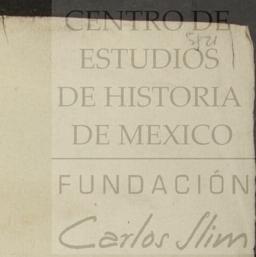 CENTRO DE
ESTUDIOS
DE HISTORIA
DE MEXICO
FUNDACIÓN
Carlos Slim